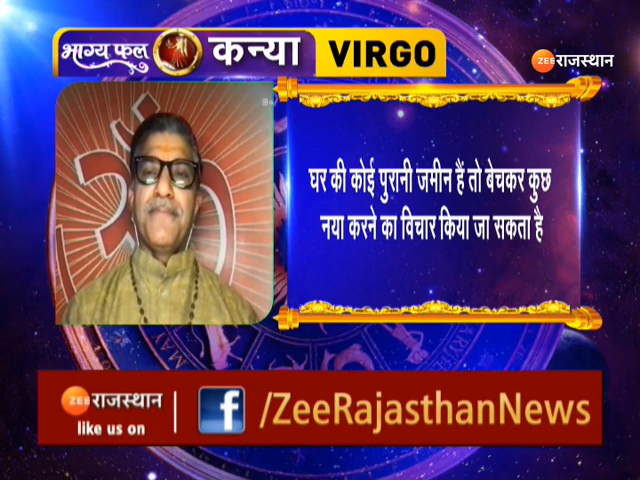 भाग्य फल
कन्या
VIRGO
ZEE राजस्थान
घर की कोई पुरानी जमीन हैं तो बेचकर कुछ
नया करने का विचार किया जा सकता है
ZEE राजस्थान
like us on
f
/ZeeRajasthanNews